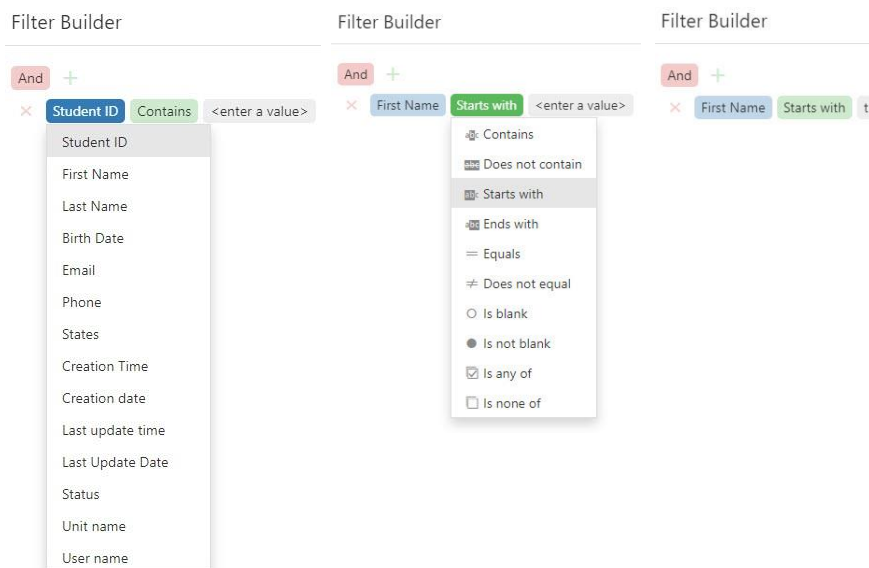 Filter Builder
And
Student ID Contains <enter a value>
Student ID
First Name
Last Name
Birth Date
Email
Phone
States
Creation Time
Creation date
Last update time
Last Update Date
Status
Unit name
User name
Filter Builder
And
First Name Starts with <enter a value>
Contains
Does not contain
Starts with
Ends with
Equals
Does not equal
Is blank
Is not blank
Is any of
Is none of
Filter Builder
And
First Name Starts with t